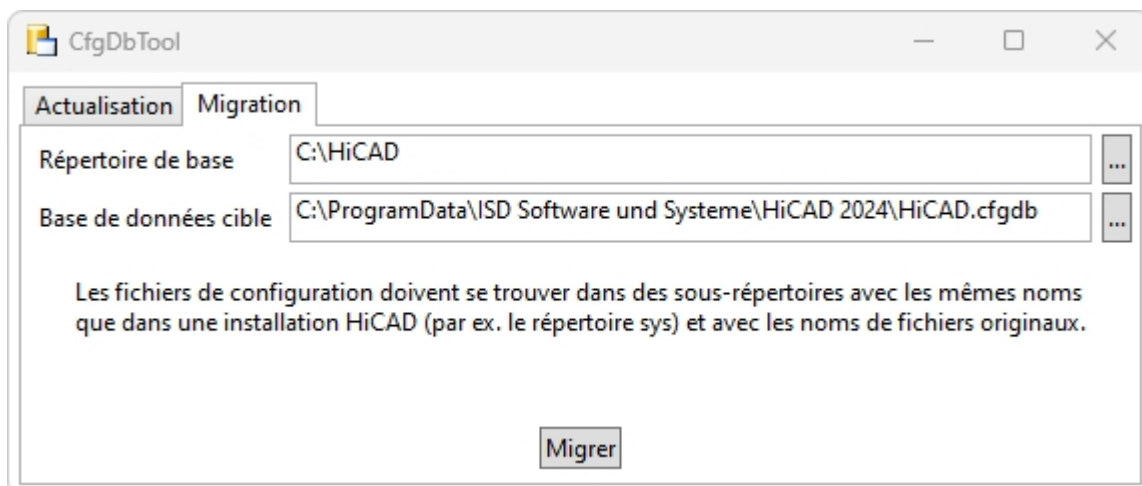 CfgDbTool
Actualisation Migration
Répertoire de base C:\HiCAD ...
Base de données cible C:\ProgramData\ISD Software und Systeme\HiCAD 2024\HiCAD.cfgdb ...
Les fichiers de configuration doivent se trouver dans des sous-répertoires avec les mêmes noms
que dans une installation HiCAD (par ex. le répertoire sys) et avec les noms de fichiers originaux.
Migrer